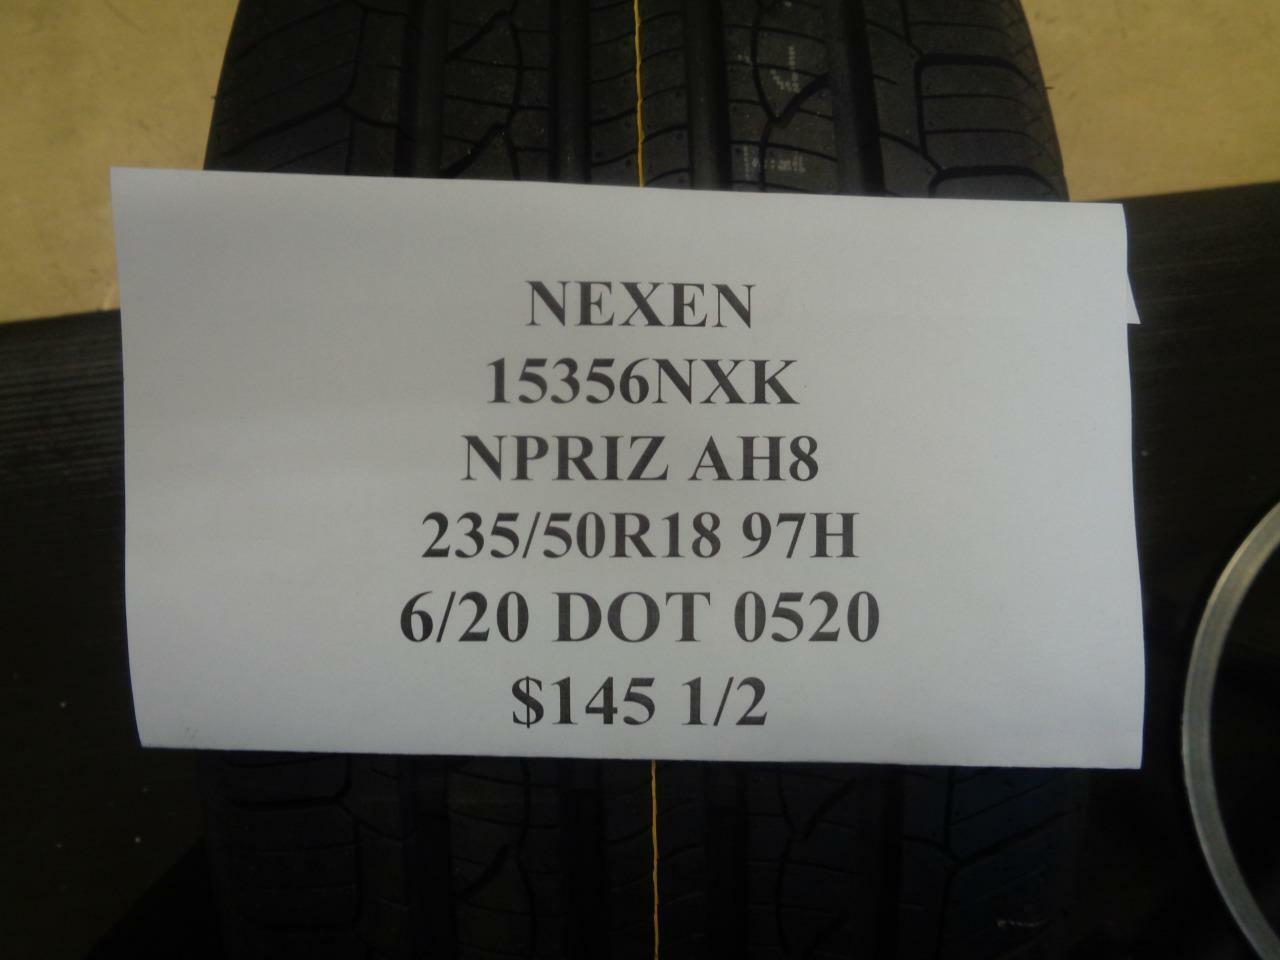 NEXEN
15356NXK
NPRIZ AH8
235/50R18 97H
6/20 DOT 0520
$145 1/2